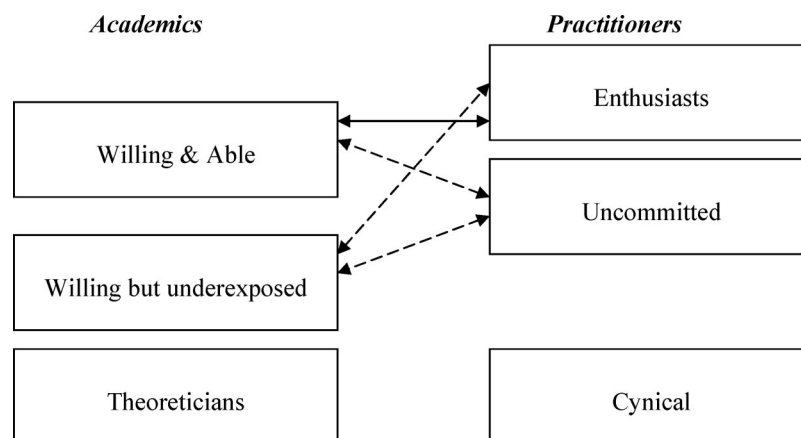 Academics
Practitioners
Enthusiasts
Willing & Able
Uncommitted
Willing but underexposed
Theoreticians
Cynical